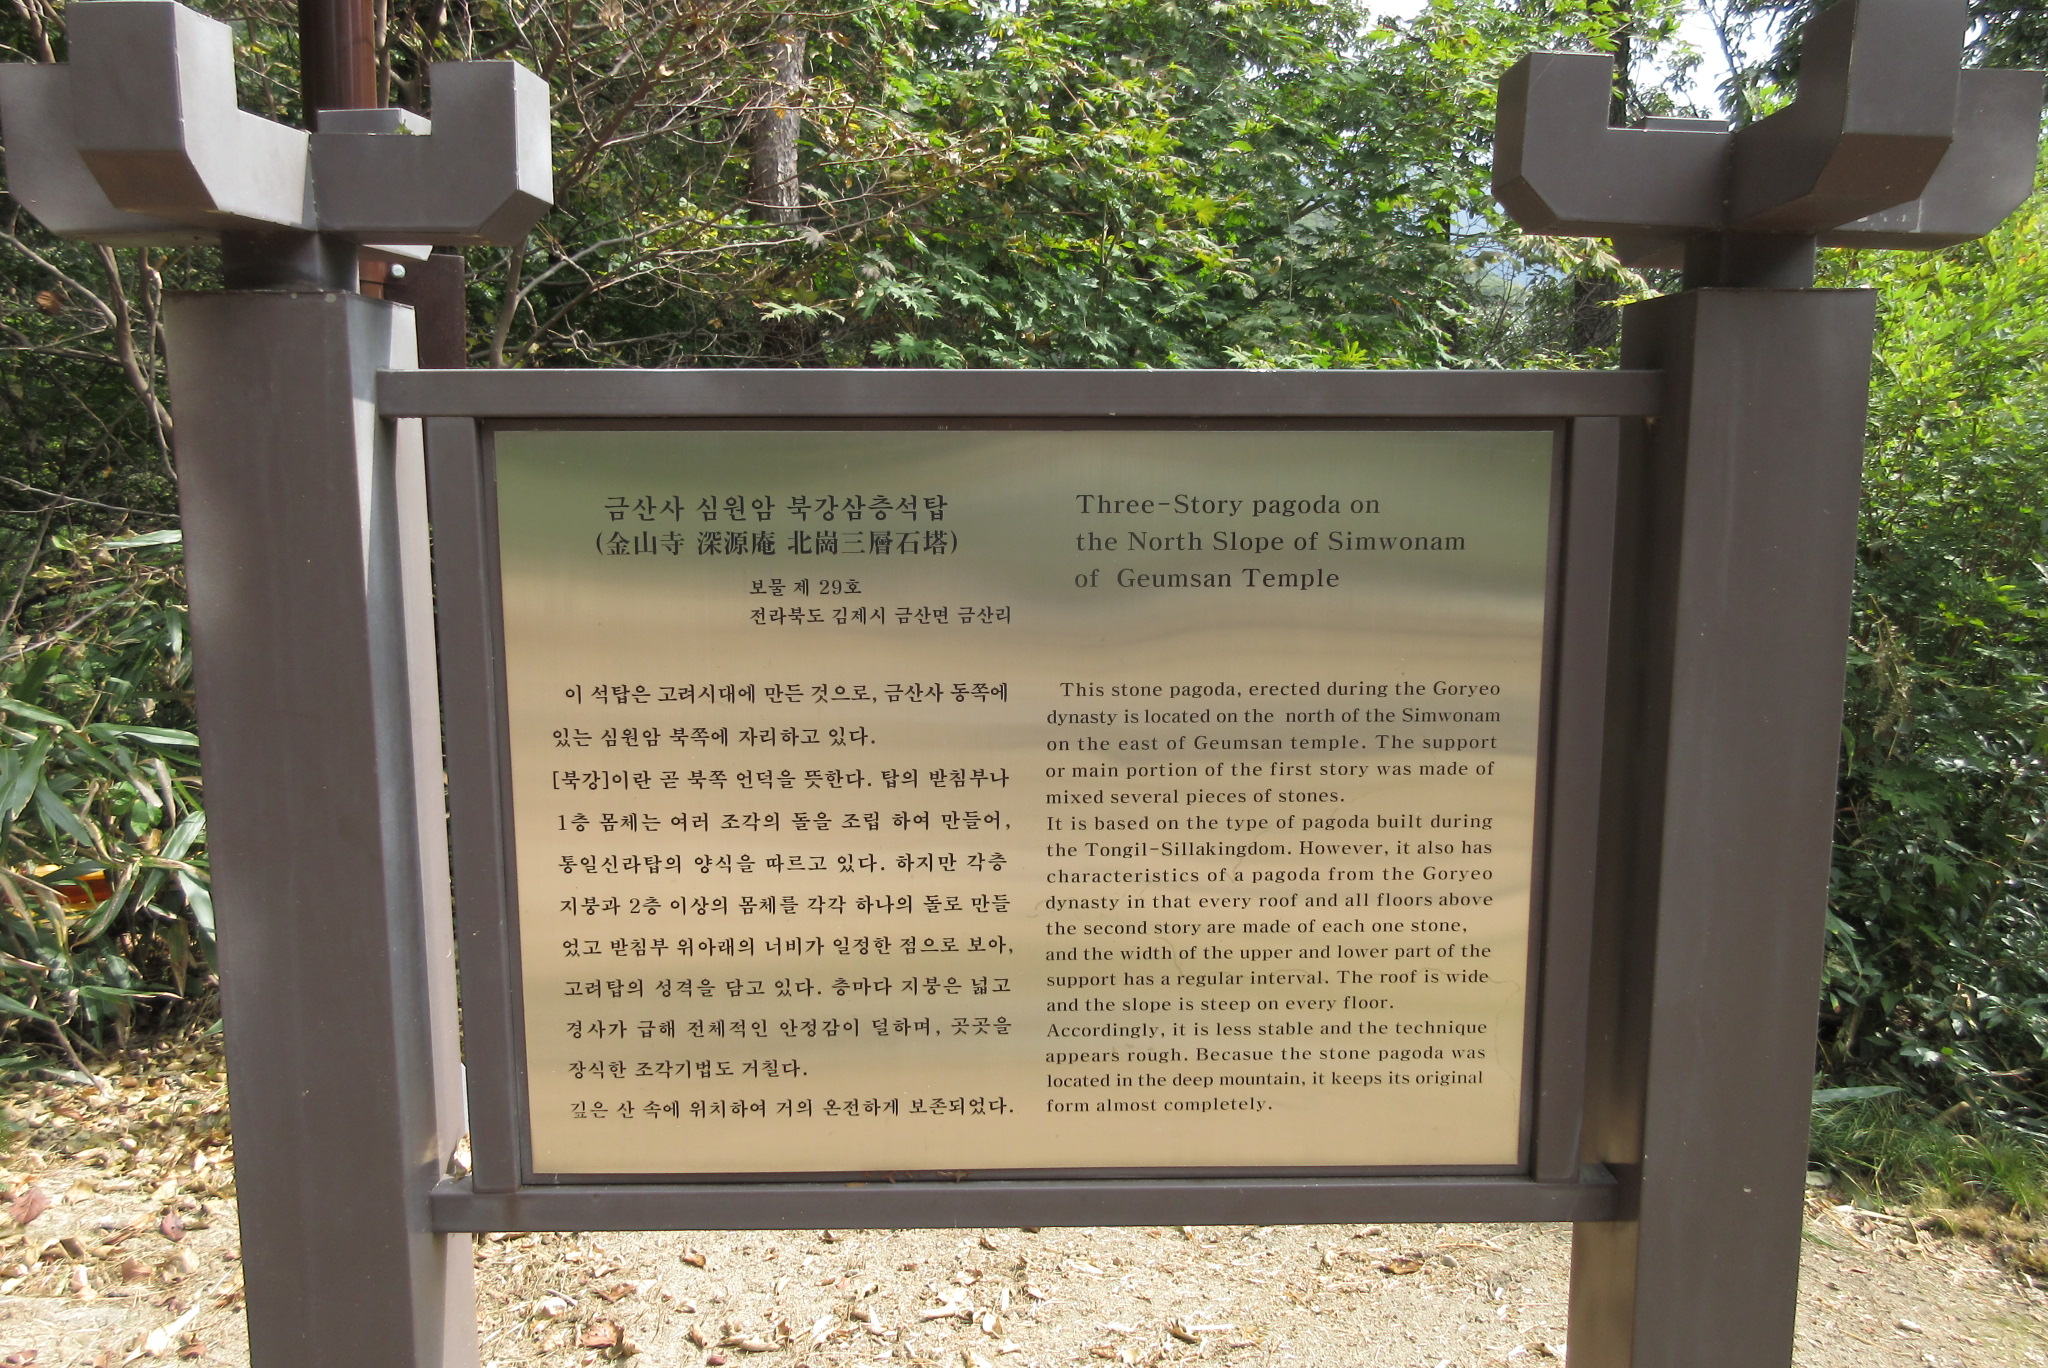 금산사 심원암 북강삼층석탑
(金山寺 深源庵 北崗三層石塔)
보물 제 29호
전라북도 김제시 금산면 금산리
이 석탑은 고려시대에 만든 것으로, 금산사 동쪽에
있는 심원암 북쪽에 자리하고 있다.
[북강]이란 곧 북쪽 언덕을 뜻한다. 탑의 받침부나
1층 몸체는 여러 조각의 돌을 조립 하여 만들어,
통일신라탑의 양식을 따르고 있다. 하지만 각층
지붕과 2층 이상의 몸체를 각각 하나의 돌로 만들
었고 받침부 위아래의 너비가 일정한 점으로 보아,
고려탑의 성격을 담고 있다. 층마다 지붕은 넓고
경사가 급해 전체적인 안정감이 덜하며, 곳곳을
장식한 조각기법도 거칠다.
깊은 산 속에 위치하여 거의 온전하게 보존되었다.
Three-Story pagoda on
the North Slope of Simwonam
of Geumsan Temple
This stone pagoda, erected during the Goryeo
dynasty is located on the north of the Simwonam
on the east of Geumsan temple. The support
or main portion of the first story was made of
mixed several pieces of stones.
It is based on the type of pagoda built during
the Tongil-Sillakingdom. However, it also has
characteristics of a pagoda from the Goryeo
dynasty in that every roof and all floors above
the second story are made of each one stone,
and the width of the upper and lower part of the
support has a regular interval. The roof is wide
and the slope is steep on every floor.
Accordingly, it is less stable and the technique
appears rough. Becasue the stone pagoda was
located in the deep mountain, it keeps its original
form almost completely.